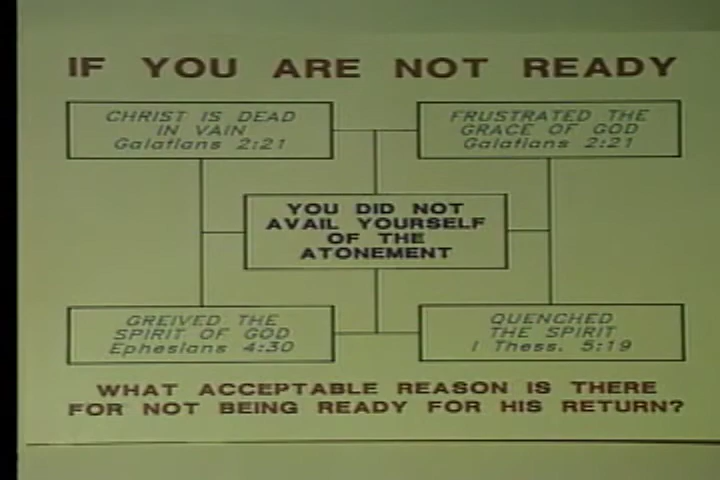 IF YOU ARE NOT READY
CHRIST IS DEAD
IN VAIN
Galatians 2:21
FRUSTRATED THE
GRACE OF GOD
Galatians 2:21
YOU DID NOT
AVAIL YOURSELF
OF THE
ATONEMENT
GREIVED THE
SPIRIT OF GOD
Ephesians 4:30
QUENCHED
THE SPIRIT
I Thess. 5:19
WHAT ACCEPTABLE REASON IS THERE
FOR NOT BEING READY FOR HIS RETURN?